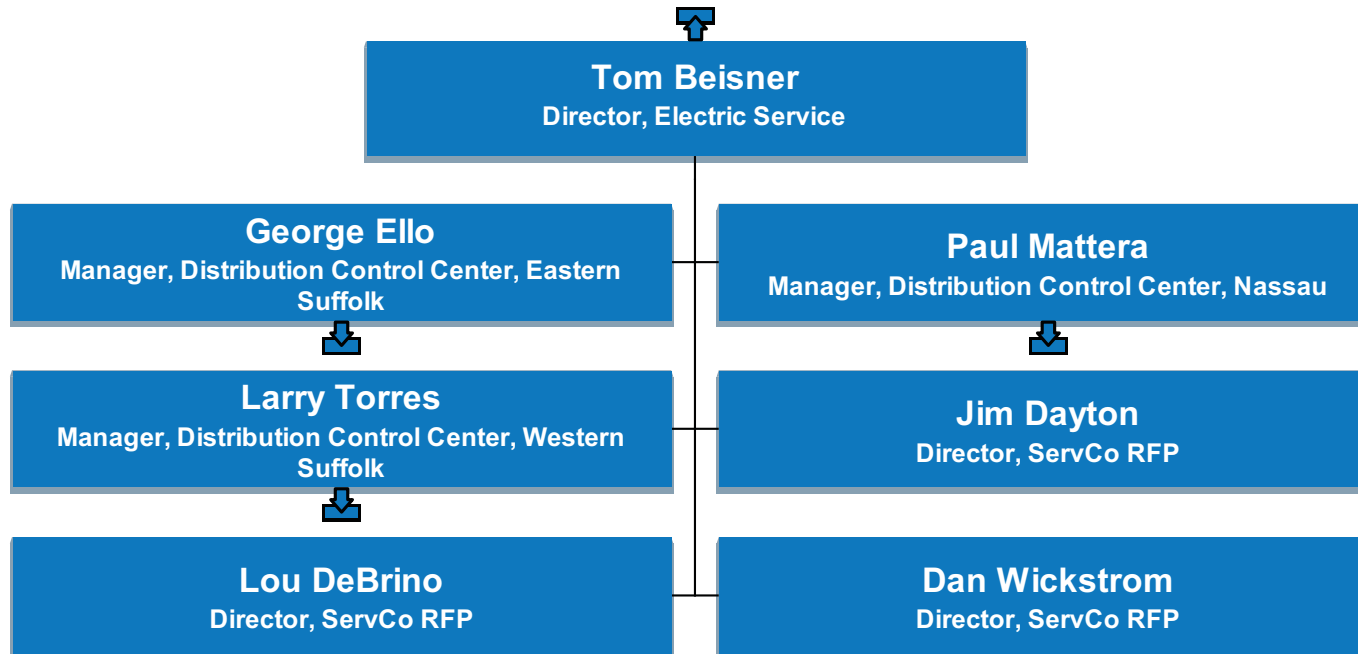 Tom Beisner
Director, Electric Service
George Ello
Manager, Distribution Control Center, Eastern
Suffolk
Paul Mattera
Manager, Distribution Control Center, Nassau
Larry Torres
Manager, Distribution Control Center, Western
Suffolk
Jim Dayton
Director, ServCo RFP
Lou DeBrino
Director, ServCo RFP
Dan Wickstrom
Director, ServCo RFP